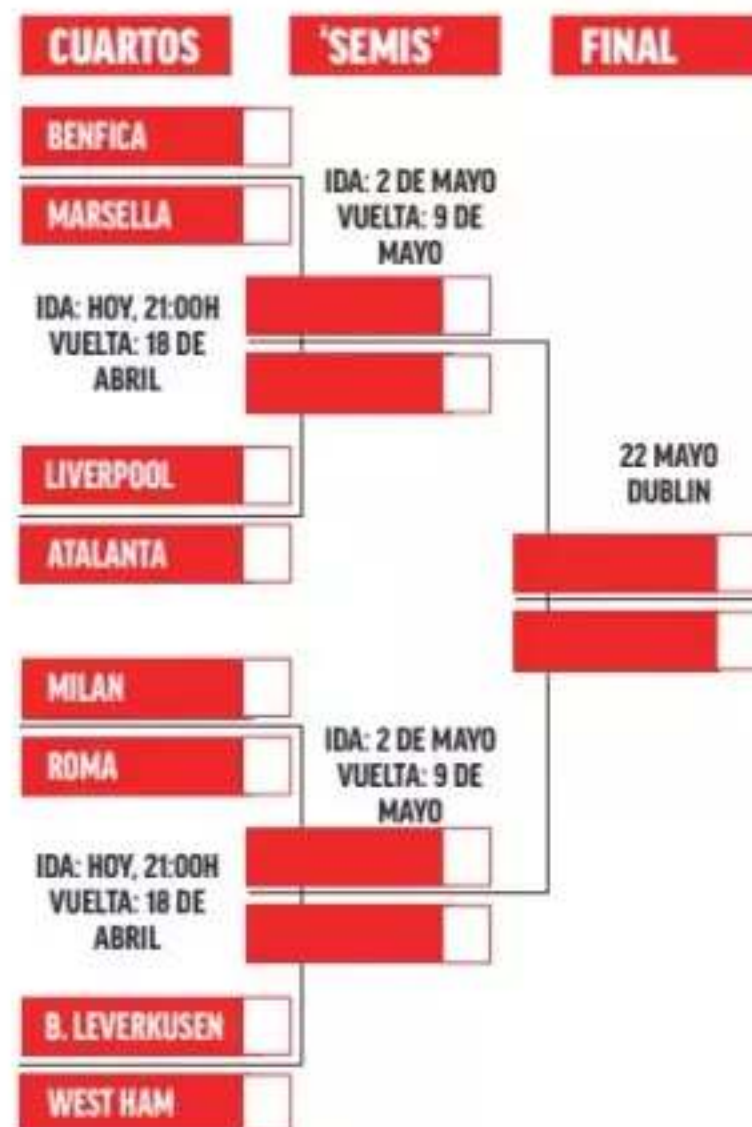 CUARTOS
'SEMIS'
FINAL
BENFICA
MARSELLA
IDA: 2 DE MAYO
VUELTA: 9 DE
MAYO
IDA: HOY, 21:00H
VUELTA: 18 DE
ABRIL
LIVERPOOL
ATALANTA
22 MAYO
DUBLIN
MILAN
ROMA
IDA: 2 DE MAYO
VUELTA: 9 DE
MAYO
IDA: HOY, 21:00H
VUELTA: 18 DE
ABRIL
B. LEVERKUSEN
WEST HAM